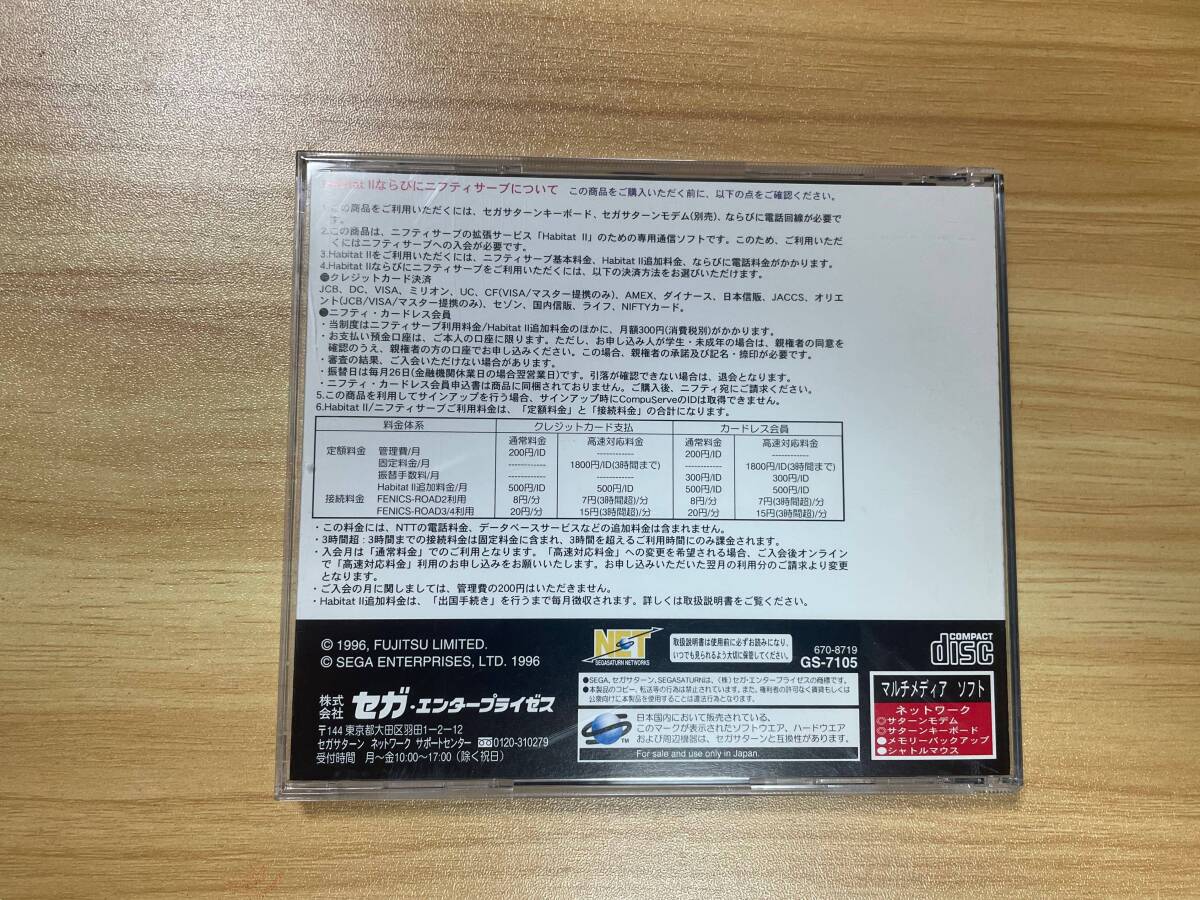 Habitat IIならびにニフティサーブについて この商品をご購入いただく前に、以下の点をご確認ください。
1.この商品をご利用いただくには、セガサターンキーボード、セガサターンモデム(別売)、ならびに電話回線が必要で
す。
2.この商品は、ニフティサーブの拡張サービス「Habitat II」のための専用通信ソフトです。このため、ご利用いただ
くにはニフティサーブへの入会が必要です。
3.Habitat IIをご利用いただくには、ニフティサーブ基本料金、Habitat II追加料金、ならびに電話料金がかかります。
4.Habitat IIならびにニフティサーブをご利用いただくには、以下の決済方法をお選びいただけます。
●クレジットカード決済
JCB、DC、VISA、ミリオン、UC、CF(VISA/マスター提携のみ)、AMEX、ダイナース、日本信販、JACCS、オリエ
ント(JCB/VISA/マスター提携のみ)、セゾン、国内信販、ライフ、NIFTYカード。
●ニフティ・カードレス会員
・当制度はニフティサーブ利用料金/Habitat II追加料金のほかに、月額300円(消費税別)がかかります。
・お支払い預金口座は、ご本人の口座に限ります。ただし、お申し込み人が学生・未成年の場合は、親権者の同意を
確認のうえ、親権者の方の口座でお申し込みください。この場合、親権者の承諾及び記名・捺印が必要です。
・審査の結果、ご入会いただけない場合があります。
・振替日は毎月26日(金融機関休業日の場合翌営業日)です。引落が確認できない場合は、退会となります。
・ニフティ・カードレス会員申込書は商品に同梱されておりません。ご購入後、ニフティ宛にご請求ください。
5.この商品を利用してサインアップを行う場合、サインアップ時にCompuServeのIDは取得できません。
6.Habitat II/ニフティサーブご利用料金は、「定額料金」と「接続料金」の合計になります。
料金体系 クレジットカード支払 カードレス会員
通常料金 高速対応料金 通常料金 高速対応料金
定額料金 管理費/月 200円/ID ------------ 200円/ID ------------
固定料金/月 ------------ 1800円/ID(3時間まで) ------------ 1800円/ID(3時間まで)
振替手数料/月 ------------ ------------ 300円/ID 300円/ID
Habitat II追加料金/月 500円/ID 500円/ID 500円/ID 500円/ID
接続料金 FENICS-ROAD2利用 8円/分 7円(3時間超)/分 8円/分 7円(3時間超)/分
FENICS-ROAD3/4利用 20円/分 15円(3時間超)/分 20円/分 15円(3時間超)/分
・この料金には、NTTの電話料金、データベースサービスなどの追加料金は含まれません。
・3時間超:3時間までの接続料金は固定料金に含まれ、3時間を超えるご利用時間にのみ課金されます。
・入会月は「通常料金」でのご利用となります。「高速対応料金」への変更を希望される場合、ご入会後オンライン
で「高速対応料金」利用のお申し込みをお願いいたします。お申し込みいただいた翌月の利用分のご請求より変更
となります。
・ご入会の月に関しましては、管理費の200円はいただきません。
・Habitat II追加料金は、「出国手続き」を行うまで毎月徴収されます。詳しくは取扱説明書をご覧ください。
© 1996, FUJITSU LIMITED.
© SEGA ENTERPRISES, LTD. 1996
NET
SEGASATURN NETWORKS
取扱説明書は使用前に必ずお読みになり、
いつでも見られるよう大切に保管してください。
670-8719
GS-7105
COMPACT
disc
株式会社 セガ・エンタープライゼス
〒144 東京都大田区羽田1-2-12
セガサターン ネットワーク サポートセンター 0120-310279
受付時間 月〜金10:00〜17:00 (除く祝日)
●SEGA、セガサターン、SEGASATURNは、(株)セガ・エンタープライゼスの商標です。
●本製品のコピー、転送等の行為は禁止されています。また、権利者の許可なく賃貸もしくは
公衆向けに本製品を使用することは違法行為となります。
日本国内において販売されている、
このマークが表示されたソフトウエア、ハードウエア
および周辺機器は、セガサターンと互換性があります。
TM
For sale and use only in Japan.
マルチメディア ソフト
ネットワーク
◎サターンモデム
◎サターンキーボード
●メモリーバックアップ
●シャトルマウス